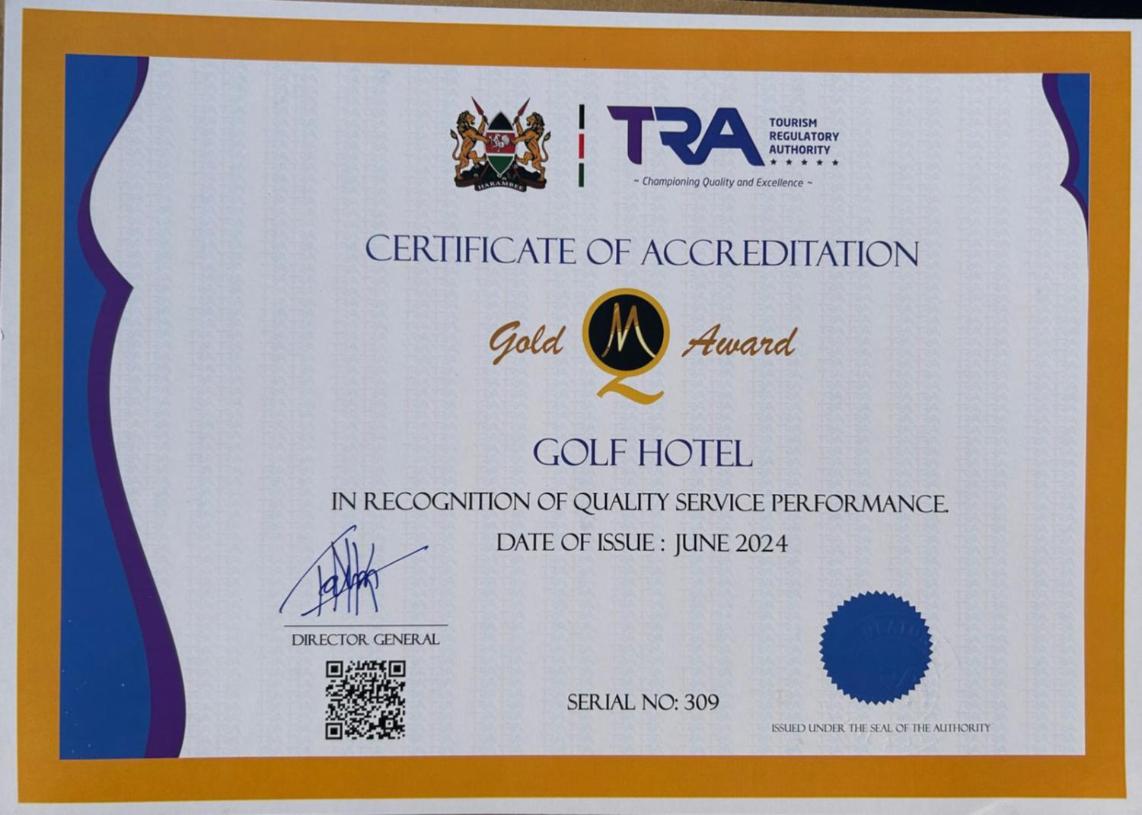 HARAMBEE
TRA
TOURISM
REGULATORY
AUTHORITY
~ Championing Quality and Excellence ~
CERTIFICATE OF ACCREDITATION
Gold QM Award
GOLF HOTEL
IN RECOGNITION OF QUALITY SERVICE PERFORMANCE.
DATE OF ISSUE : JUNE 2024
DIRECTOR GENERAL
SERIAL NO: 309
ISSUED UNDER THE SEAL OF THE AUTHORITY